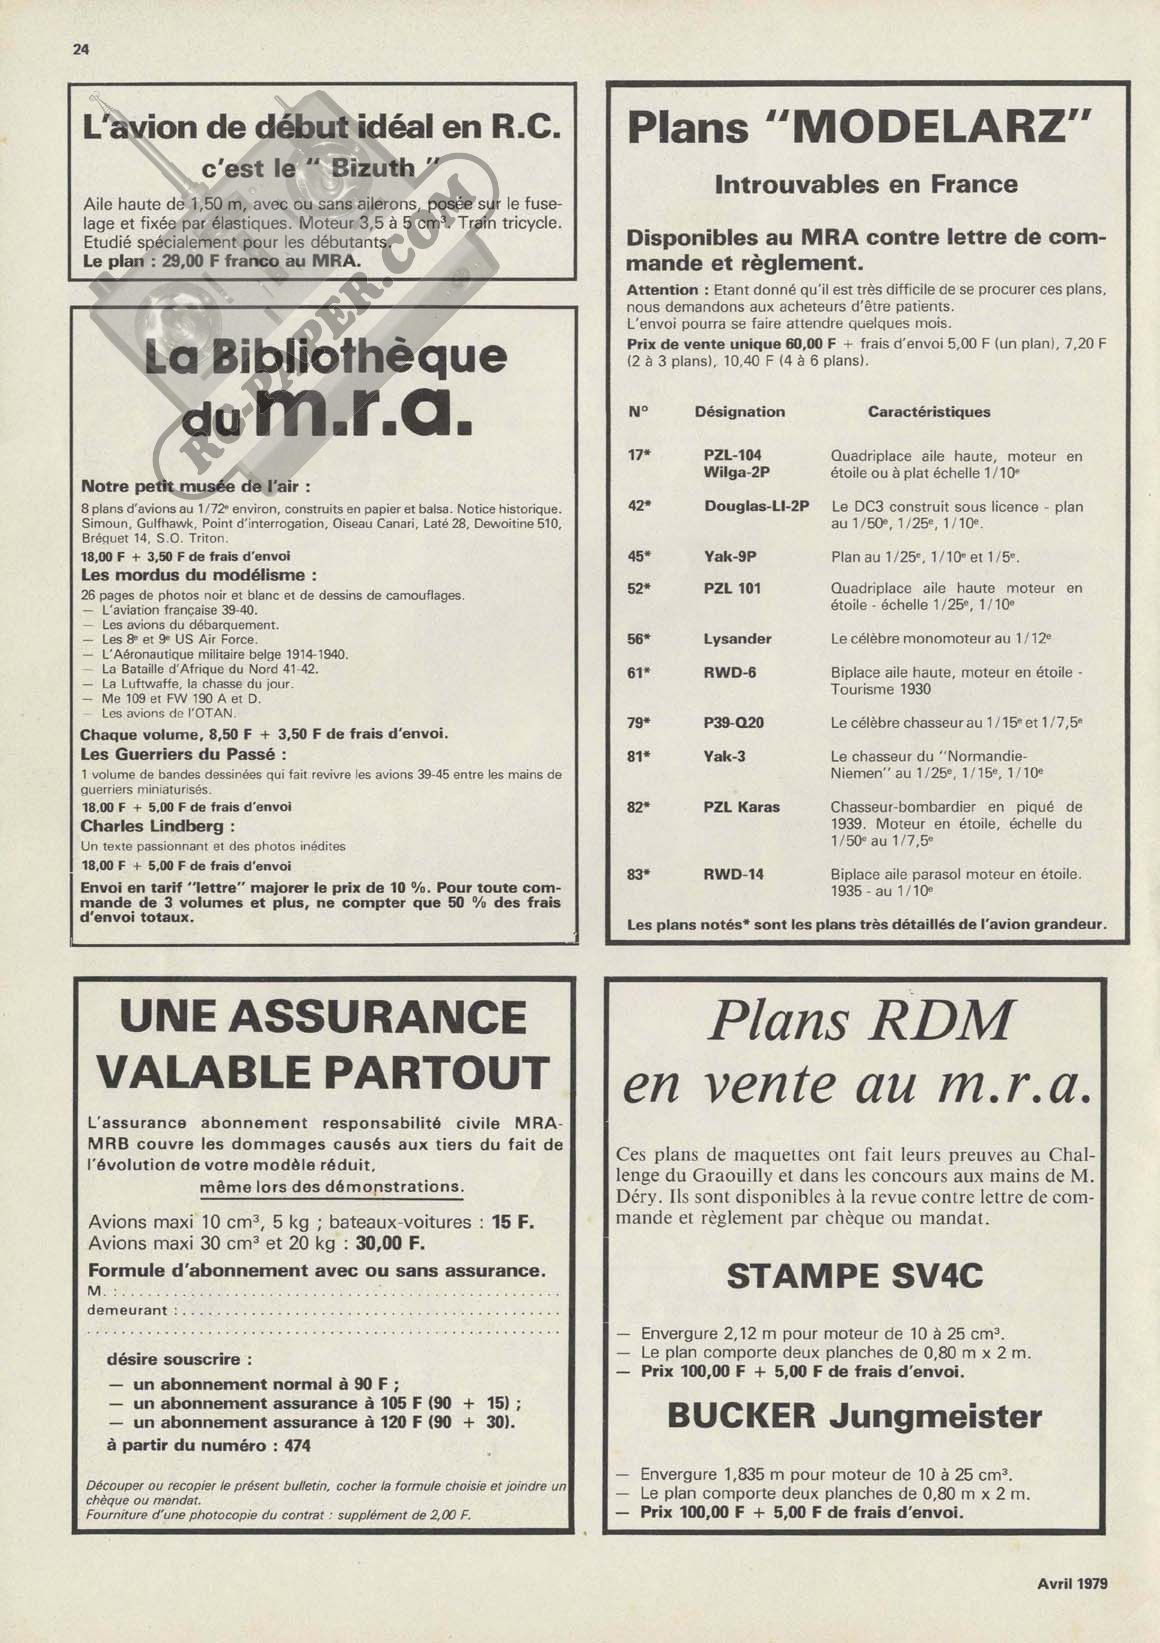 24
L'avion de début idéal en R.C.
c'est le " Bizuth "
Aile haute de 1,50 m, avec ou sans ailerons, posée sur le fuse-
lage et fixée par élastiques. Moteur 3,5 à 5 cm³. Train tricycle.
Etudié spécialement pour les débutants.
Le plan : 29,00 F franco au MRA.
RC-PAPER.COM
La Bibliothèque
du m.r.a.
Notre petit musée de l'air :
8 plans d'avions au 1/72e environ, construits en papier et balsa. Notice historique.
Simoun, Gulfhawk, Point d'interrogation, Oiseau Canari, Laté 28, Dewoitine 510,
Bréguet 14, S.O. Triton.
18,00 F + 3,50 F de frais d'envoi
Les mordus du modélisme :
26 pages de photos noir et blanc et de dessins de camouflages.
— L'aviation française 39-40.
— Les avions du débarquement.
— Les 8e et 9e US Air Force.
— L'Aéronautique militaire belge 1914-1940.
— La Bataille d'Afrique du Nord 41-42.
— La Luftwaffe, la chasse du jour.
— Me 109 et FW 190 A et D.
— Les avions de l'OTAN.
Chaque volume, 8,50 F + 3,50 F de frais d'envoi.
Les Guerriers du Passé :
1 volume de bandes dessinées qui fait revivre les avions 39-45 entre les mains de
guerriers miniaturisés.
18,00 F + 5,00 F de frais d'envoi
Charles Lindberg :
Un texte passionnant et des photos inédites
18,00 F + 5,00 F de frais d'envoi
Envoi en tarif "lettre" majorer le prix de 10 %. Pour toute com-
mande de 3 volumes et plus, ne compter que 50 % des frais
d'envoi totaux.
Plans "MODELARZ"
Introuvables en France
Disponibles au MRA contre lettre de com-
mande et règlement.
Attention : Etant donné qu'il est très difficile de se procurer ces plans,
nous demandons aux acheteurs d'être patients.
L'envoi pourra se faire attendre quelques mois.
Prix de vente unique 60,00 F + frais d'envoi 5,00 F (un plan), 7,20 F
(2 à 3 plans), 10,40 F (4 à 6 plans).
N° Désignation Caractéristiques
17* PZL-104 Quadriplace aile haute, moteur en
Wilga-2P étoile ou à plat échelle 1/10e
42* Douglas-LI-2P Le DC3 construit sous licence - plan
au 1/50e, 1/25e, 1/10e.
45* Yak-9P Plan au 1/25e, 1/10e et 1/5e.
52* PZL 101 Quadriplace aile haute moteur en
étoile - échelle 1/25e, 1/10e
56* Lysander Le célèbre monomoteur au 1/12e
61* RWD-6 Biplace aile haute, moteur en étoile -
Tourisme 1930
79* P39-Q20 Le célèbre chasseur au 1/15e et 1/7,5e
81* Yak-3 Le chasseur du "Normandie-
Niemen" au 1/25e, 1/15e, 1/10e
82* PZL Karas Chasseur-bombardier en piqué de
1939. Moteur en étoile, échelle du
1/50e au 1/7,5e
83* RWD-14 Biplace aile parasol moteur en étoile.
1935 - au 1/10e
Les plans notés* sont les plans très détaillés de l'avion grandeur.
UNE ASSURANCE
VALABLE PARTOUT
L'assurance abonnement responsabilité civile MRA-
MRB couvre les dommages causés aux tiers du fait de
l'évolution de votre modèle réduit,
même lors des démonstrations.
Avions maxi 10 cm³, 5 kg ; bateaux-voitures : 15 F.
Avions maxi 30 cm³ et 20 kg : 30,00 F.
Formule d'abonnement avec ou sans assurance.
M. :
demeurant :
désire souscrire :
— un abonnement normal à 90 F ;
— un abonnement assurance à 105 F (90 + 15) ;
— un abonnement assurance à 120 F (90 + 30).
à partir du numéro : 474
Découper ou recopier le présent bulletin, cocher la formule choisie et joindre un
chèque ou mandat.
Fourniture d'une photocopie du contrat : supplément de 2,00 F.
Plans RDM
en vente au m.r.a.
Ces plans de maquettes ont fait leurs preuves au Chal-
lenge du Graouilly et dans les concours aux mains de M.
Déry. Ils sont disponibles à la revue contre lettre de com-
mande et règlement par chèque ou mandat.
STAMPE SV4C
— Envergure 2,12 m pour moteur de 10 à 25 cm³.
— Le plan comporte deux planches de 0,80 m x 2 m.
— Prix 100,00 F + 5,00 F de frais d'envoi.
BUCKER Jungmeister
— Envergure 1,835 m pour moteur de 10 à 25 cm³.
— Le plan comporte deux planches de 0,80 m x 2 m.
— Prix 100,00 F + 5,00 F de frais d'envoi.
Avril 1979